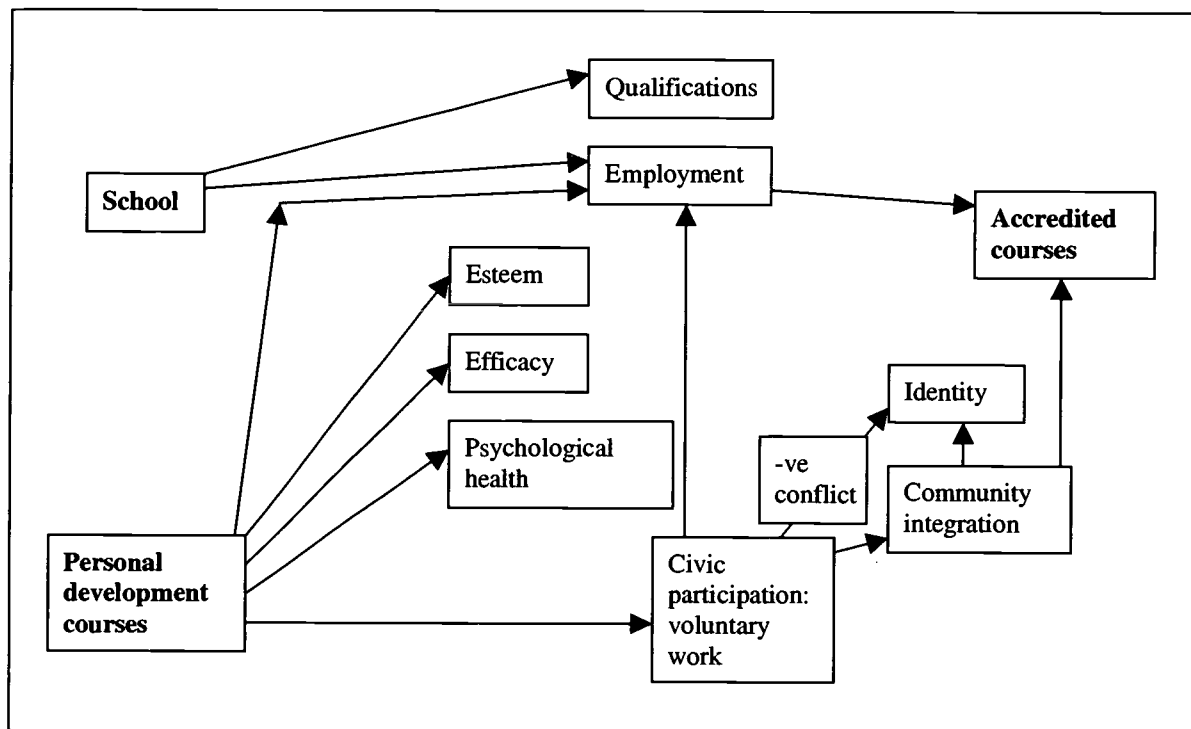 Qualifications
School
Employment
Accredited
courses
Esteem
Efficacy
Identity
Psychological
health
-ve
conflict
Community
integration
Personal
development
courses
Civic
participation:
voluntary
work